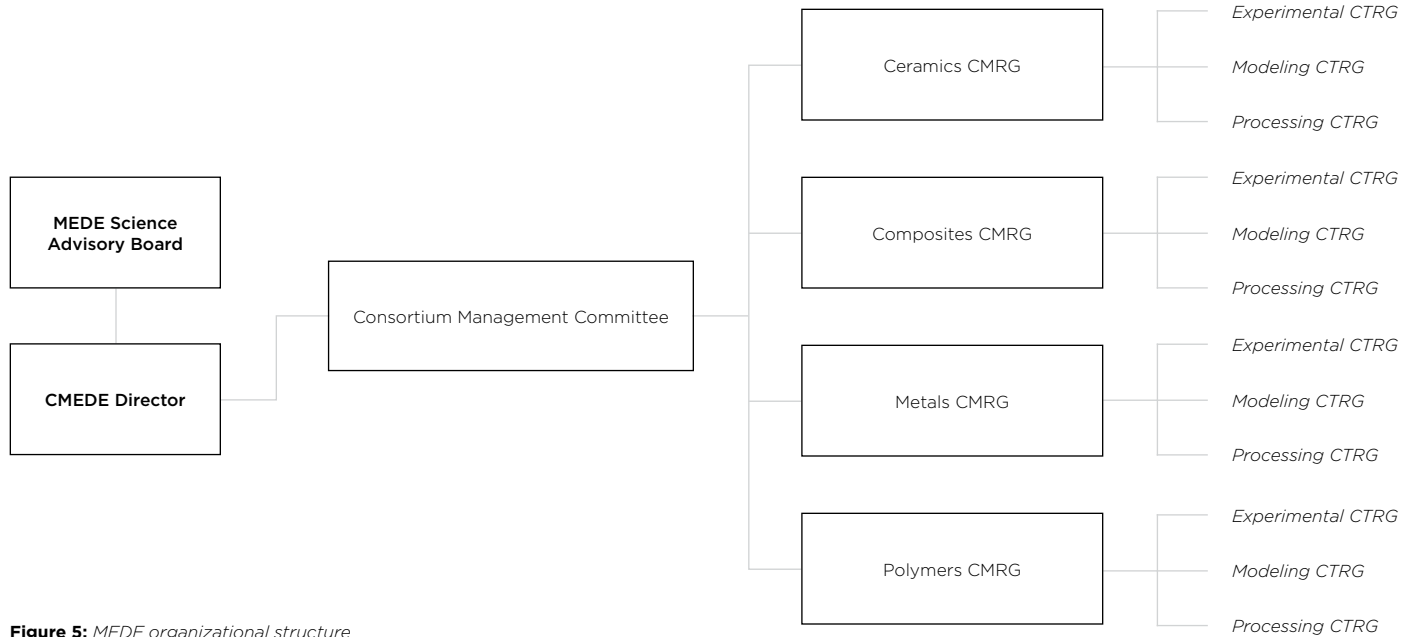 MEDE Science
Advisory Board
CMEDE Director
Consortium Management Committee
Ceramics CMRG
Experimental CTRG
Modeling CTRG
Processing CTRG
Composites CMRG
Experimental CTRG
Modeling CTRG
Processing CTRG
Metals CMRG
Experimental CTRG
Modeling CTRG
Processing CTRG
Polymers CMRG
Experimental CTRG
Modeling CTRG
Processing CTRG
Figure 5: MEDE organizational structure